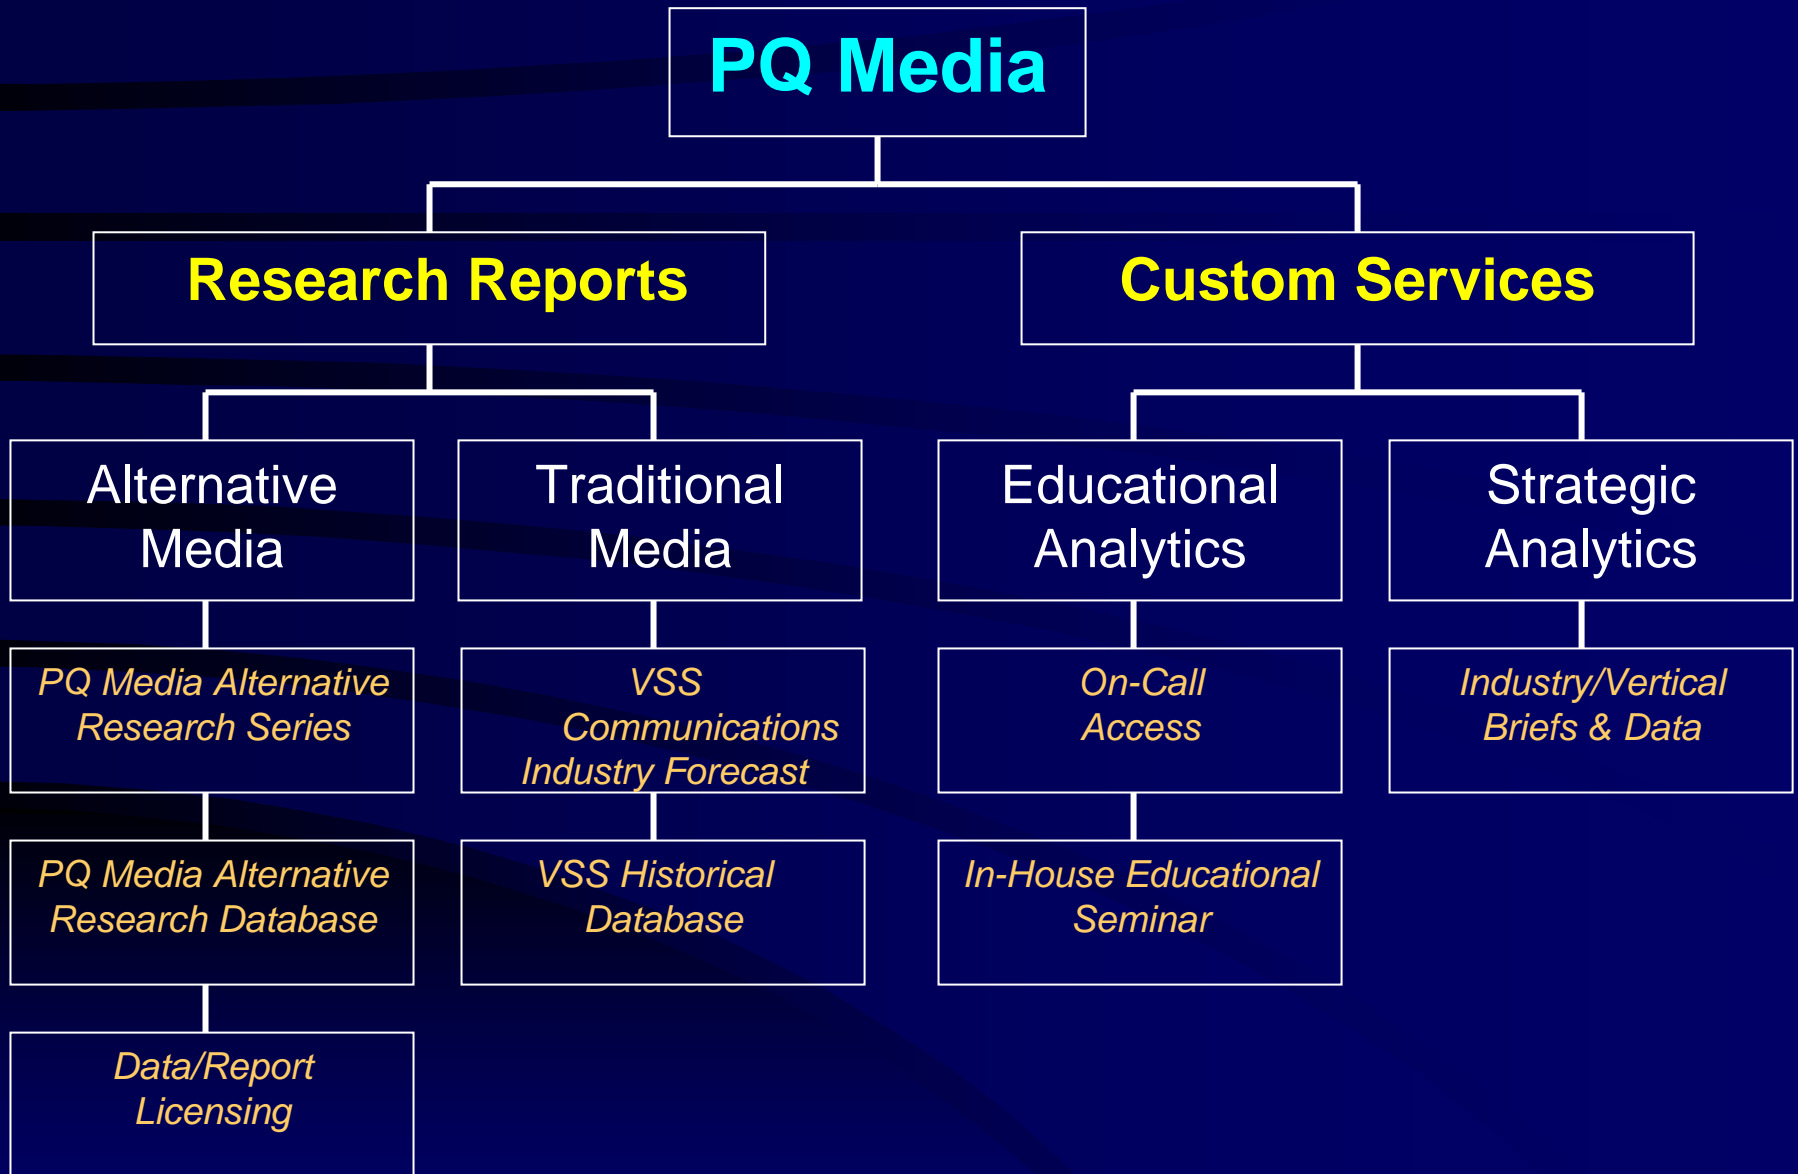 PQ Media
Research Reports
Custom Services
Alternative
Media
Traditional
Media
Educational
Analytics
Strategic
Analytics
PQ Media Alternative
Research Series
VSS
Communications
Industry Forecast
On-Call
Access
Industry/Vertical
Briefs & Data
PQ Media Alternative
Research Database
VSS Historical
Database
In-House Educational
Seminar
Data/Report
Licensing